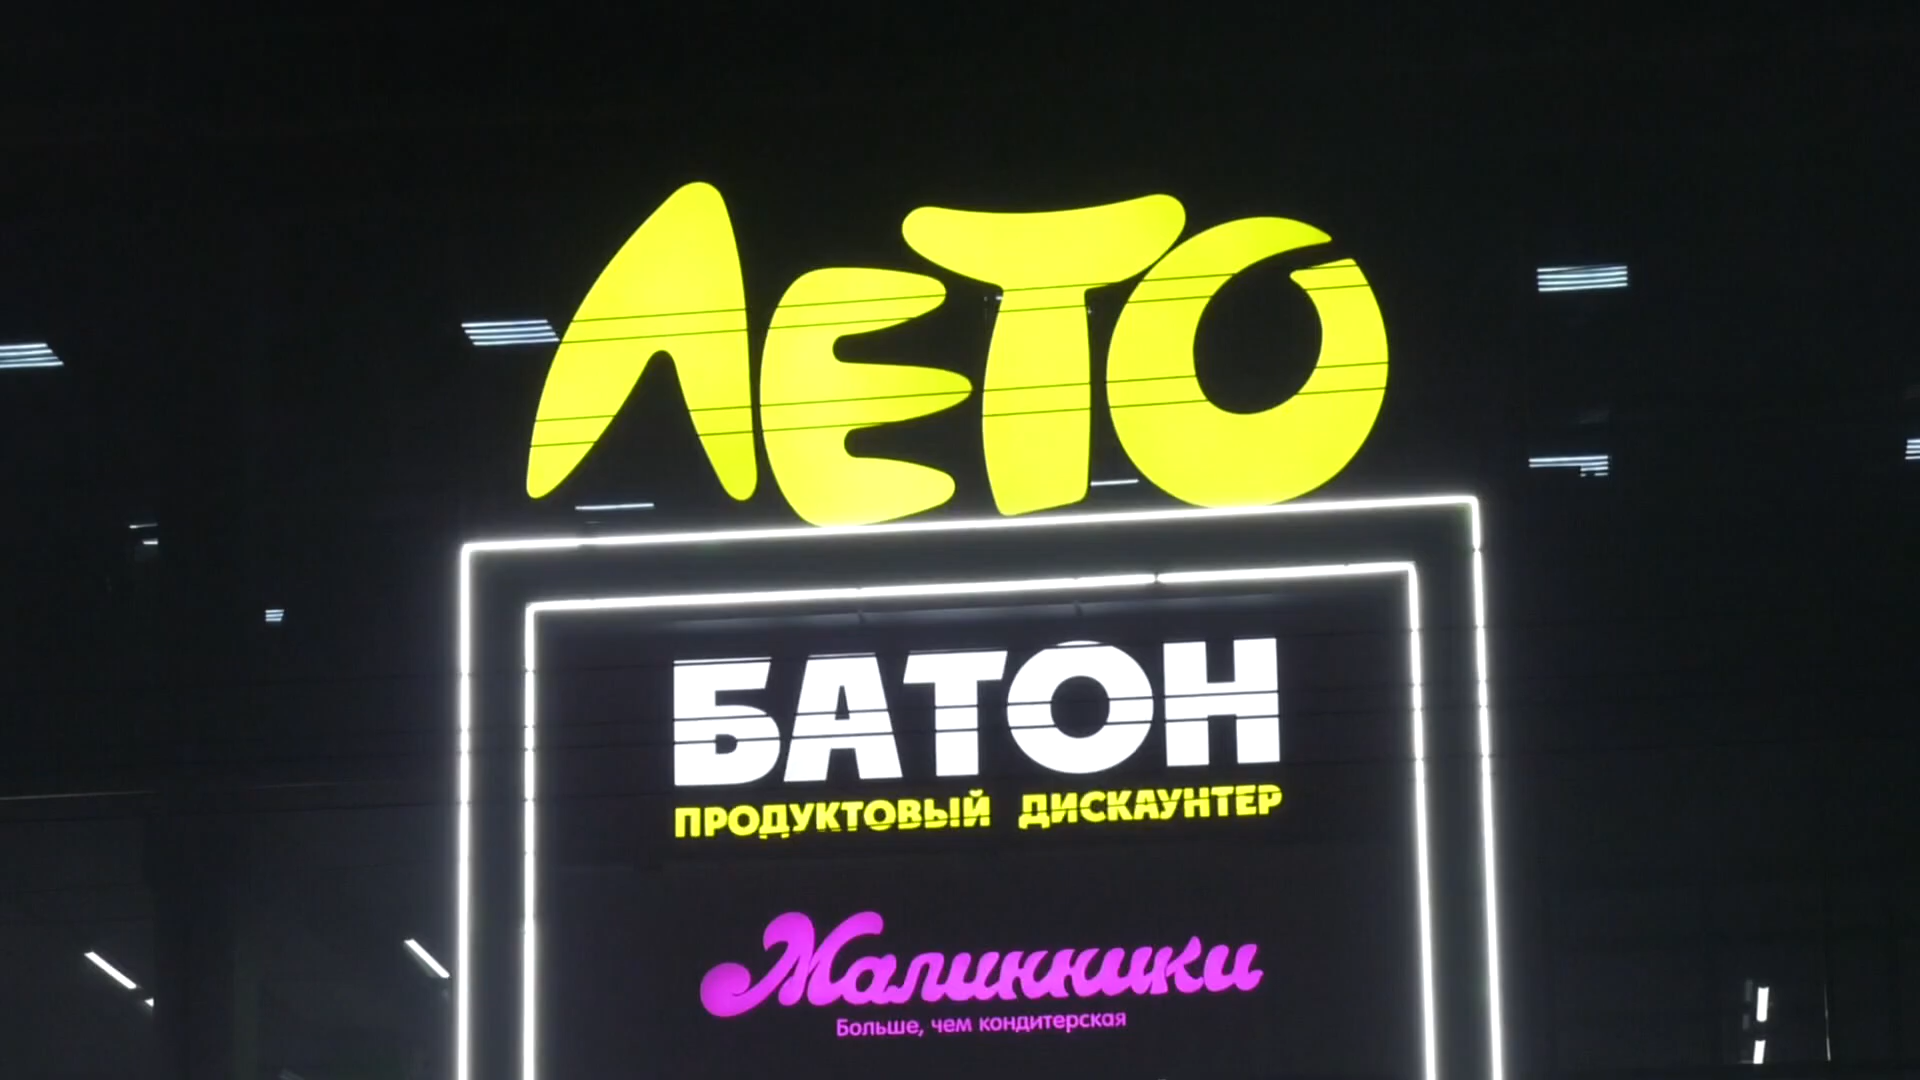 ЛЕТО
БАТОН
ПРОДУКТОВЫЙ ДИСКАУНТЕР
Малинники
Больше, чем кондитерская